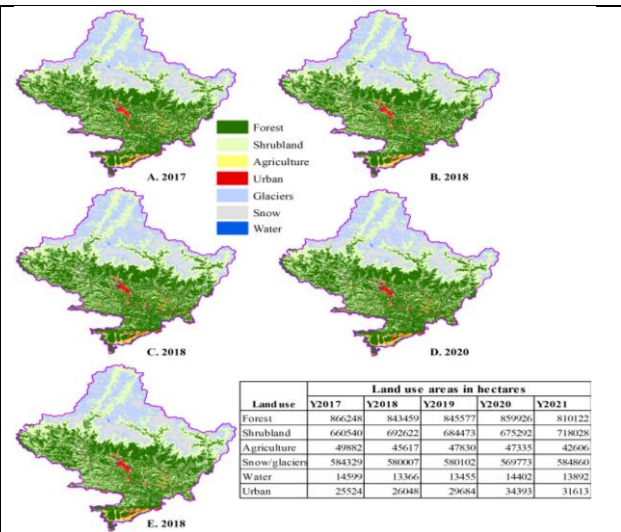 Forest
Shrubland
Agriculture
Urban
Glaciers
Snow
Water
A. 2017
B. 2018
C. 2018
D. 2020
E. 2018
Land use areas in hectares
Land use Y2017 Y2018 Y2019 Y2020 Y2021
Forest 866248 843459 845577 859926 810122
Shrubland 660540 692622 684473 675292 718028
Agriculture 49882 45617 47830 47335 42606
Snow/glaciers 584329 580007 580102 569773 584860
Water 14599 13366 13455 14402 13892
Urban 25524 26048 29684 34393 31613